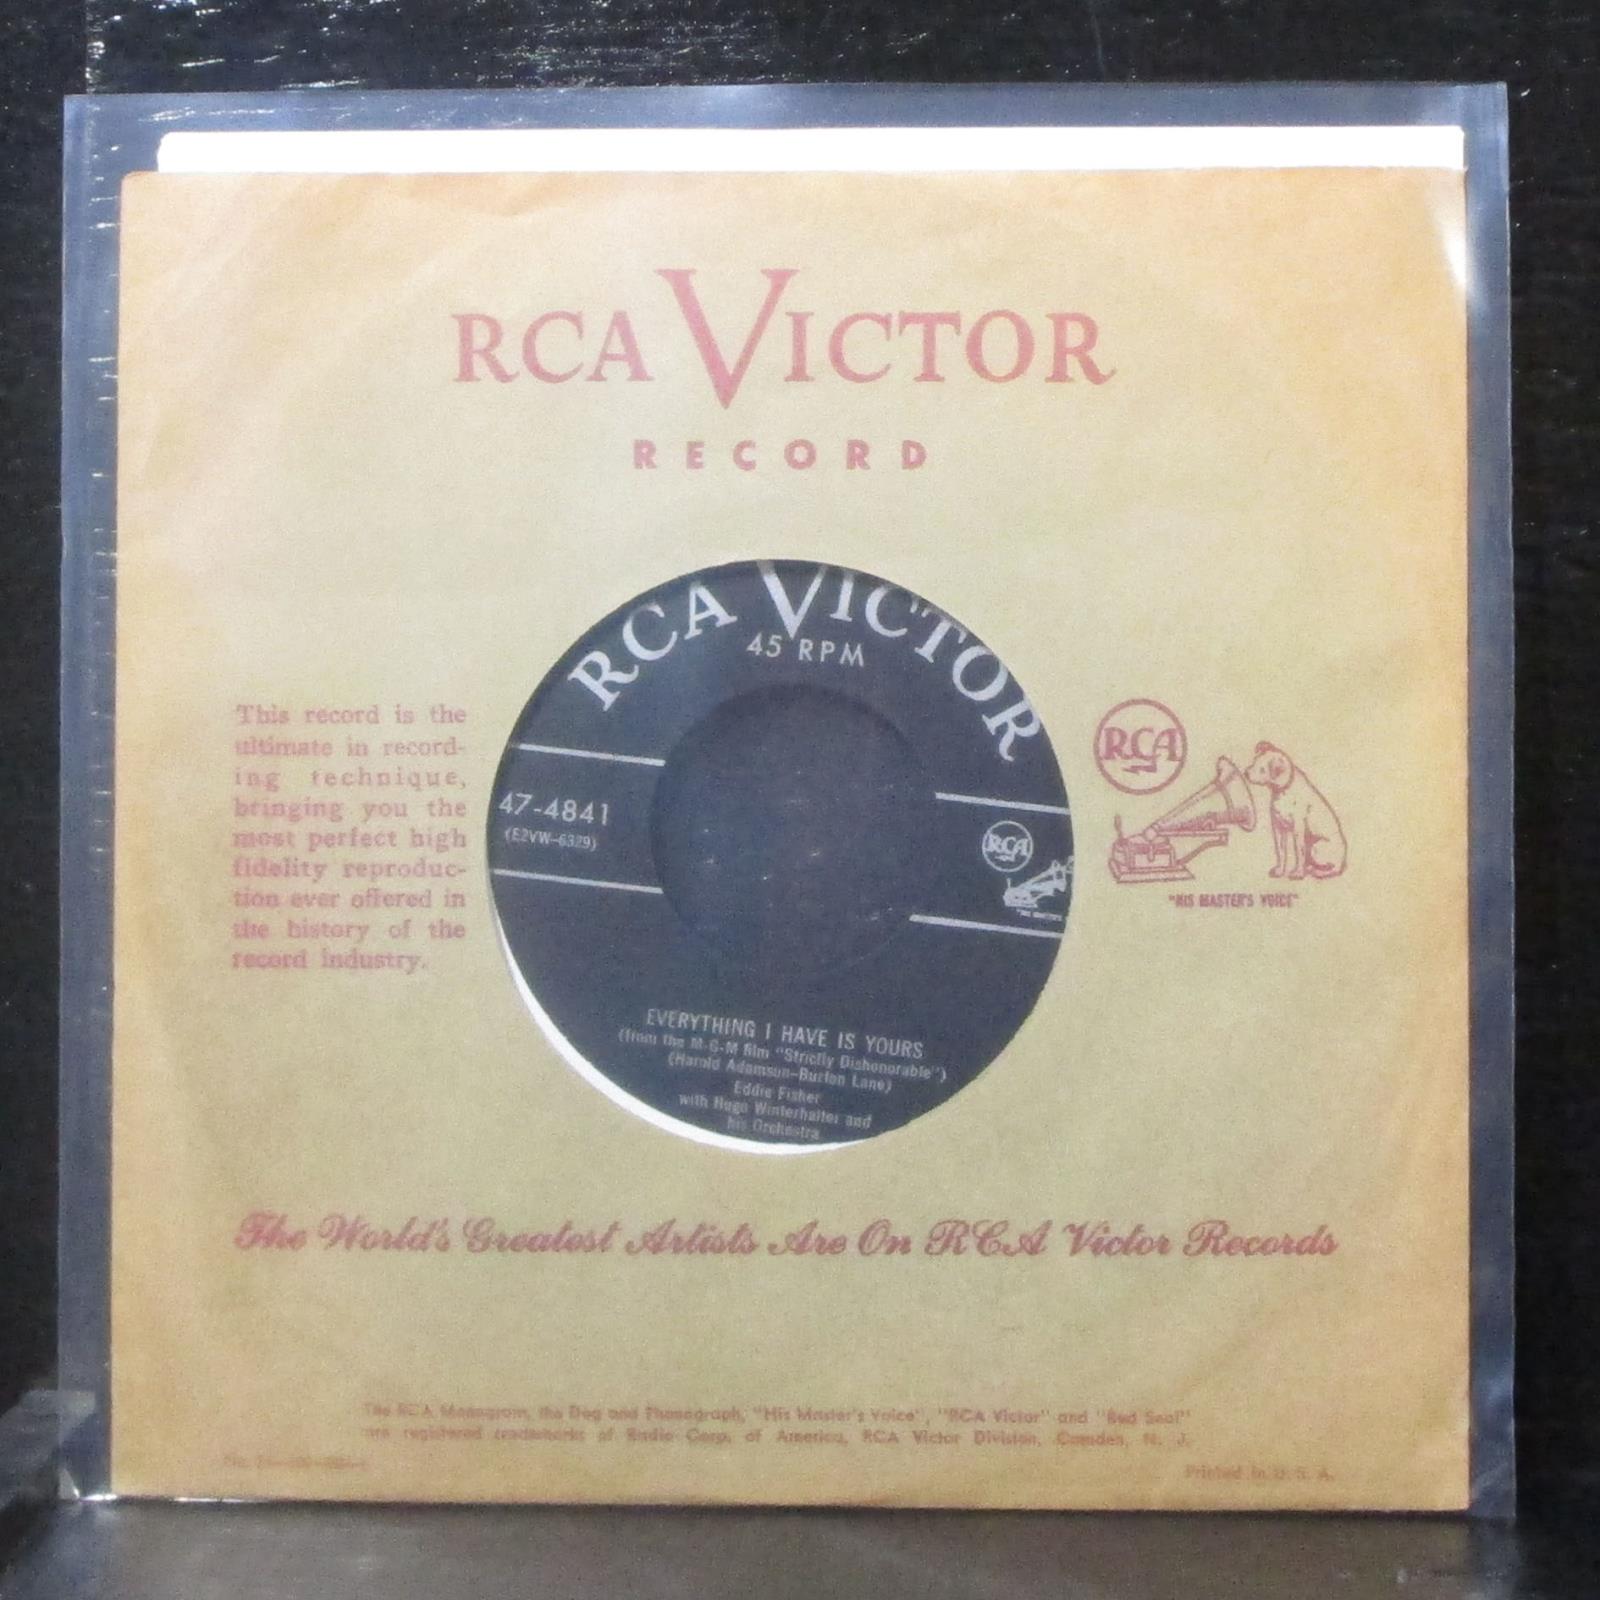 RCA VICTOR
RECORD
This record is the
ultimate in record-
ing technique,
bringing you the
most perfect high
fidelity reproduc-
tion ever offered in
the history of the
record industry.
RCA VICTOR
45 RPM
47-4841
(E2VW-6329)
RCA
EVERYTHING I HAVE IS YOURS
(from the M-G-M film "Strictly Dishonorable")
(Harold Adamson-Burton Lane)
Eddie Fisher
with Hugo Winterhalter and
his Orchestra
RCA
"HIS MASTER'S VOICE"
The World's Greatest Artists Are On RCA Victor Records
The RCA Monogram, the Dog and Phonograph, "His Master's Voice", "RCA Victor" and "Red Seal"
are registered trademarks of Radio Corp. of America, RCA Victor Division, Camden, N. J.
Printed in U. S. A.